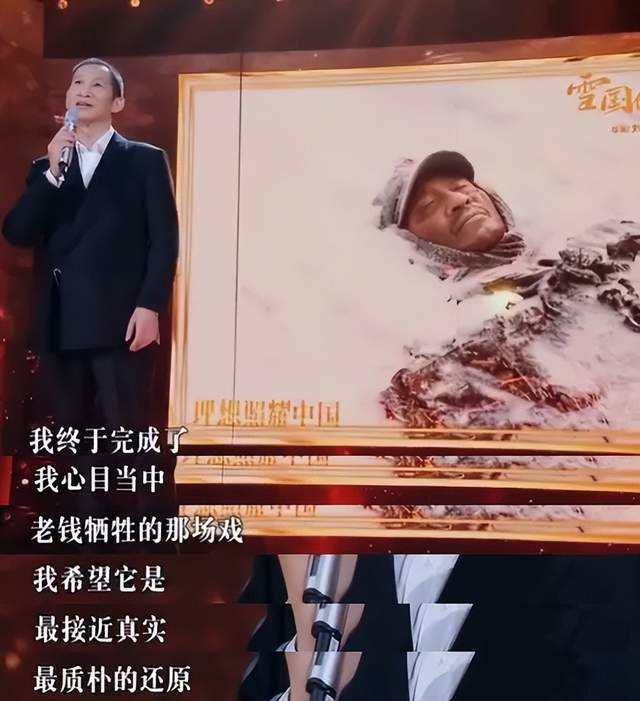 雪国
理想照耀中国
我终于完成了
我心目当中
老钱牺牲的那场戏
我希望它是
最接近真实
最质朴的还原